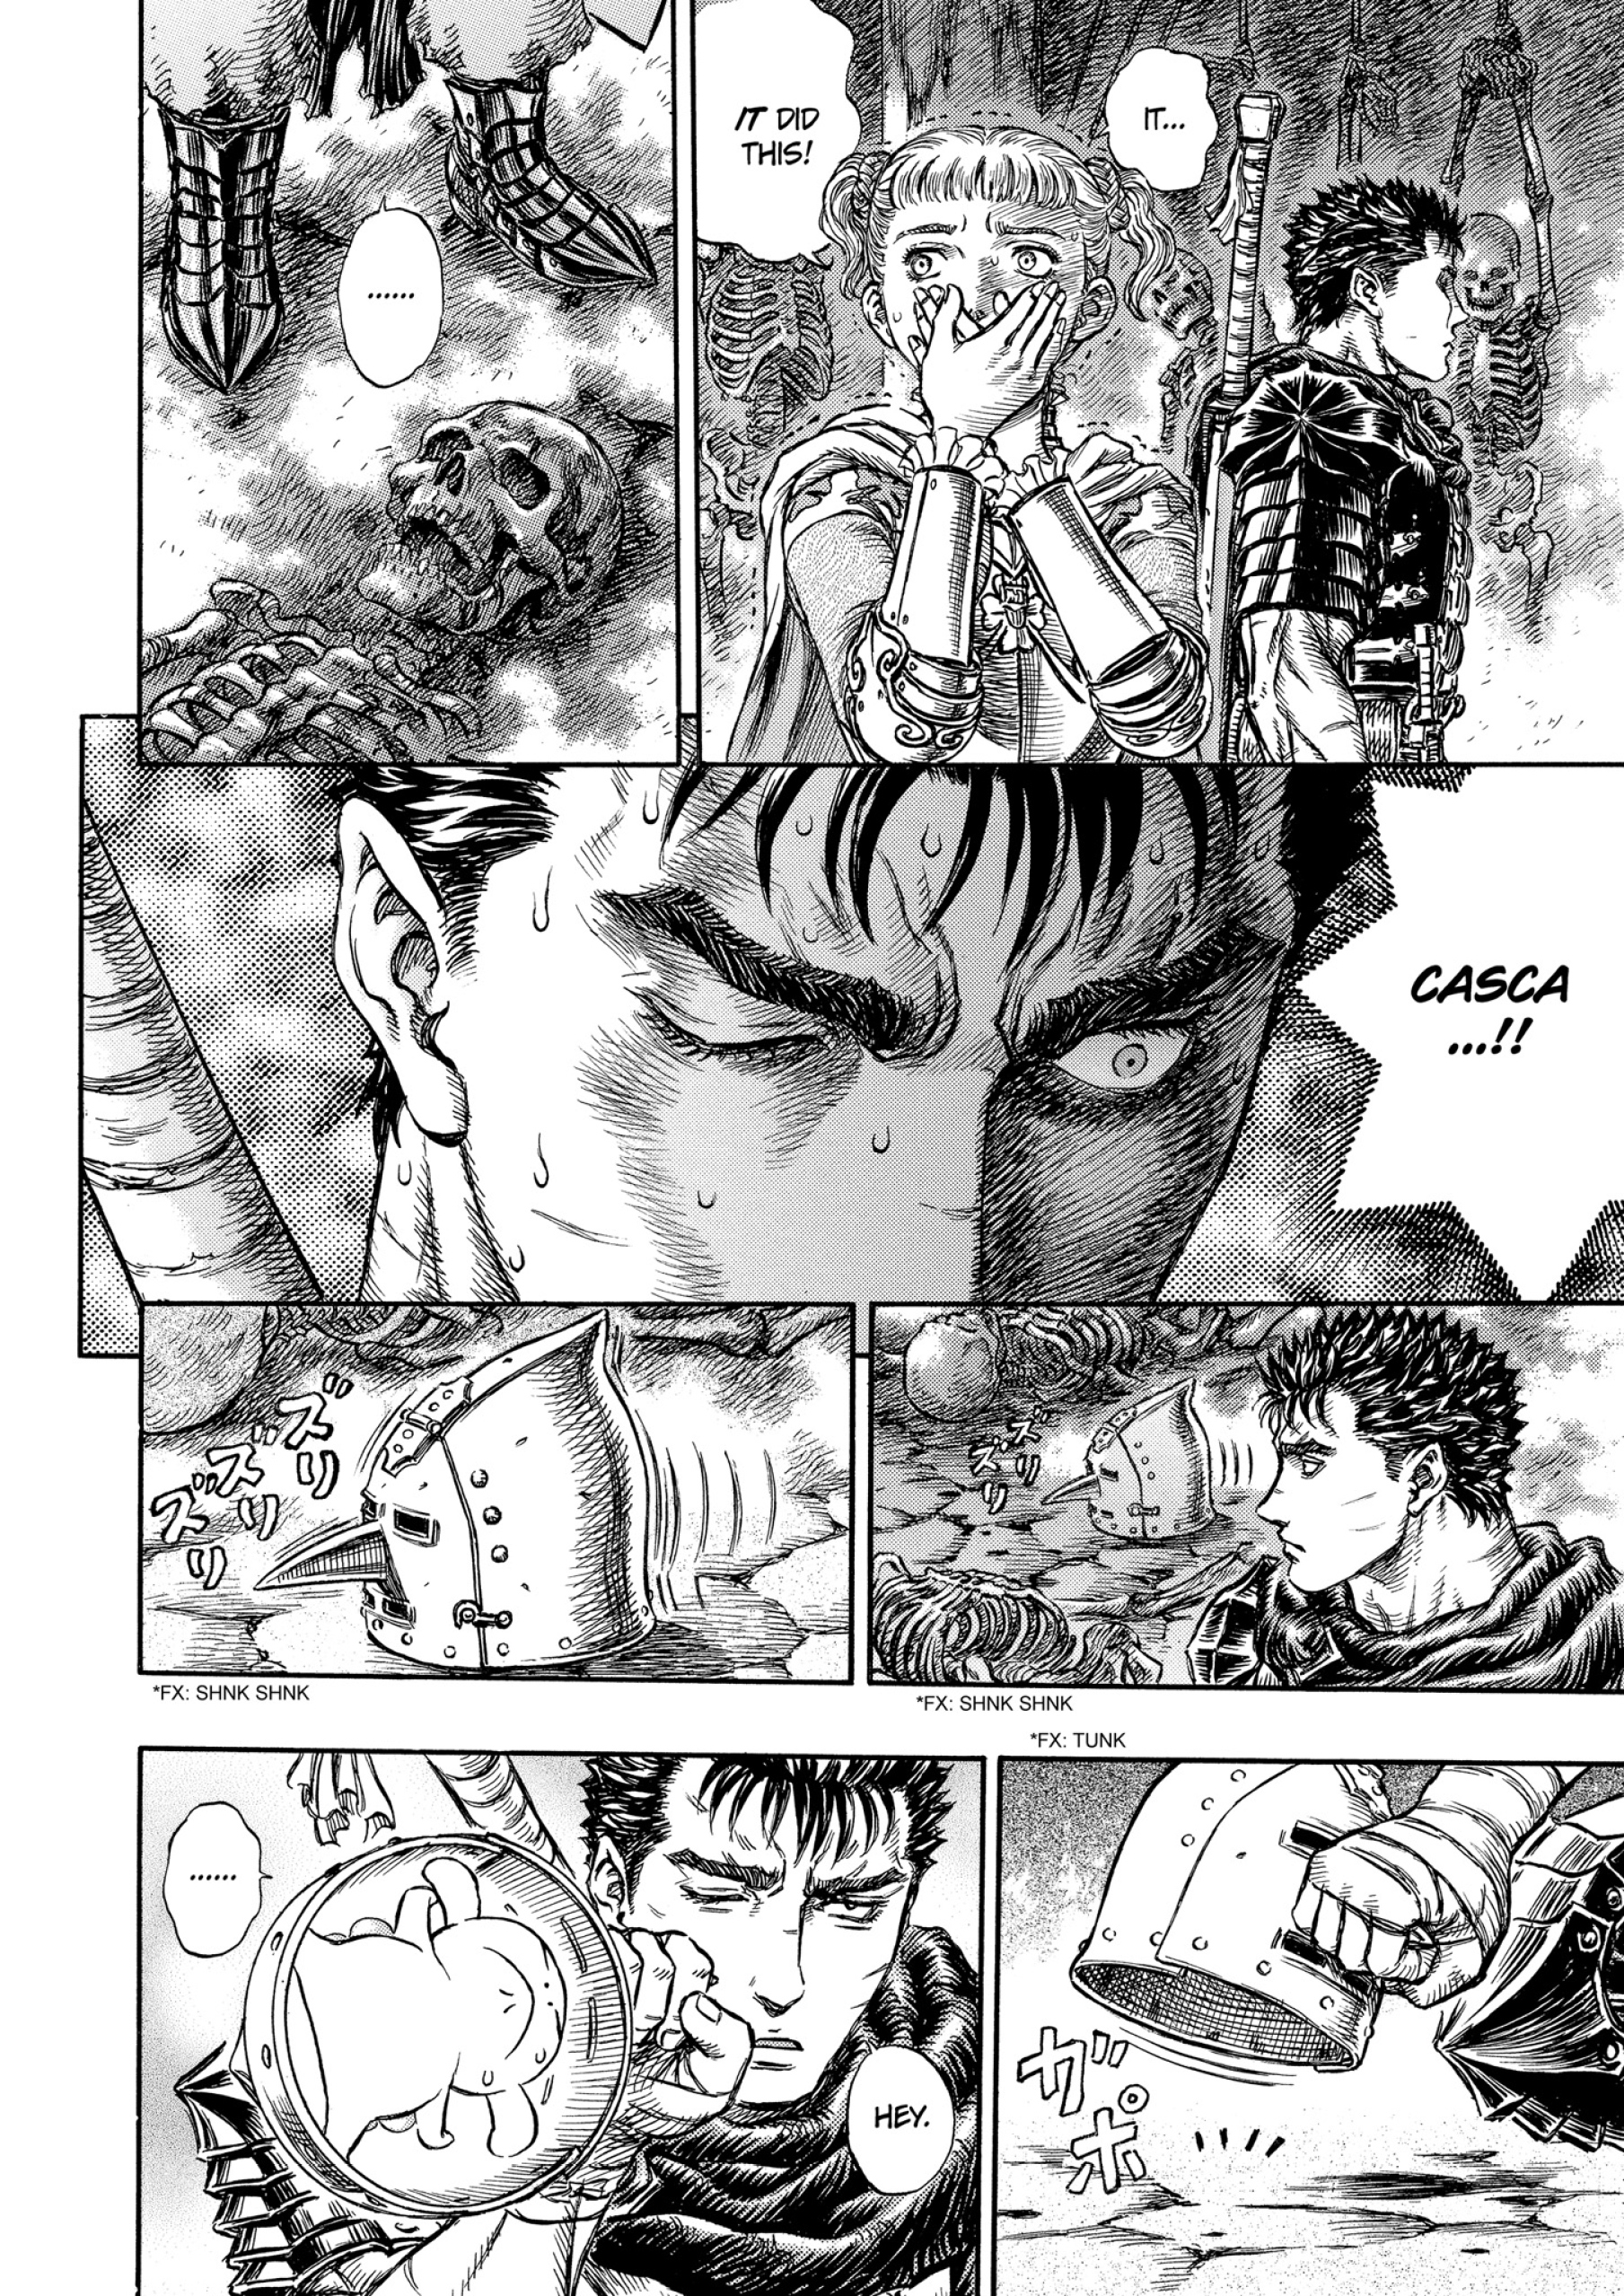 IT...
IT DID
THIS!
......
CASCA
...!!
ズリ
ズリ
ズリ
ズリ
ズリ
*FX: SHNK SHNK
*FX: SHNK SHNK
*FX: TUNK
ガポ
HEY.
......